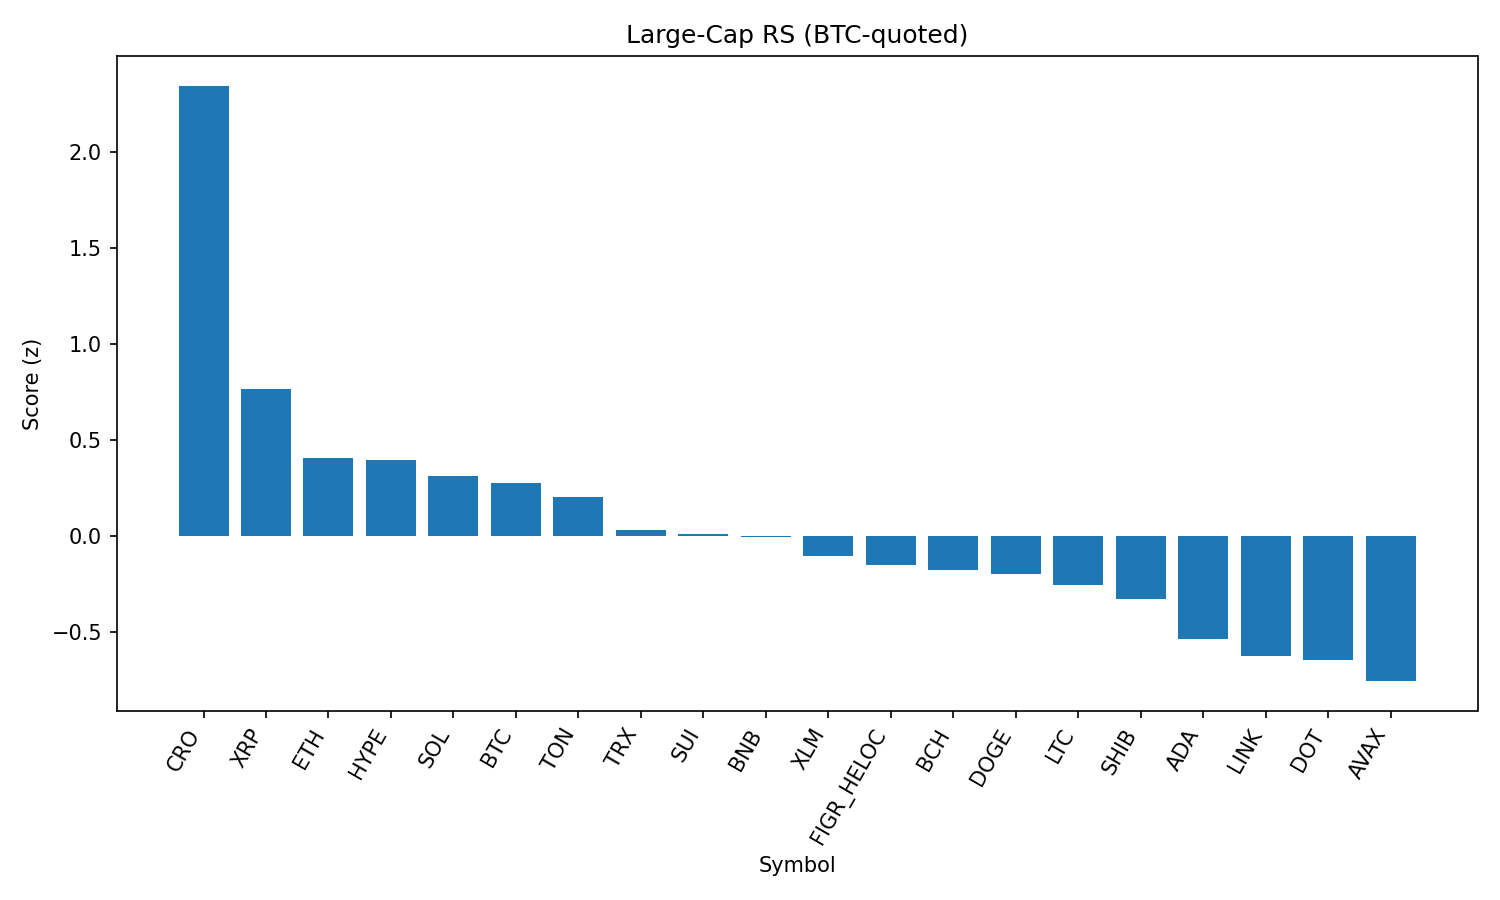 Large-Cap RS (BTC-quoted)
Score (z)
2.0
1.5
1.0
0.5
0.0
−0.5
CRO
XRP
ETH
HYPE
SOL
BTC
TON
TRX
SUI
BNB
XLM
FIGR_HELOC
BCH
DOGE
LTC
SHIB
ADA
LINK
DOT
AVAX
Symbol